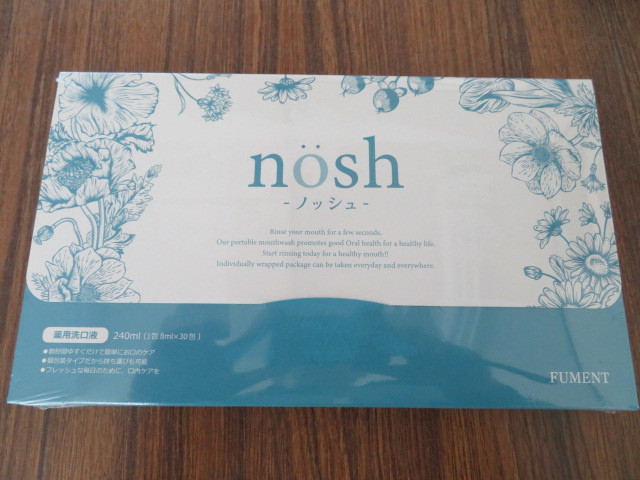 nösh
-ノッシュ-
Rinse your mouth for a few seconds,
Our portable mouthwash promotes good Oral health for a healthy life.
Start rinsing today for a healthy mouth!!
Individually wrapped package can be taken everyday and everywhere.
薬用洗口液 240ml (1包 8ml×30包)
●数秒間ゆすぐだけで簡単にお口のケア
●個包装タイプだから持ち運びも可能
●フレッシュな毎日のために、口内ケアを
FUMENT